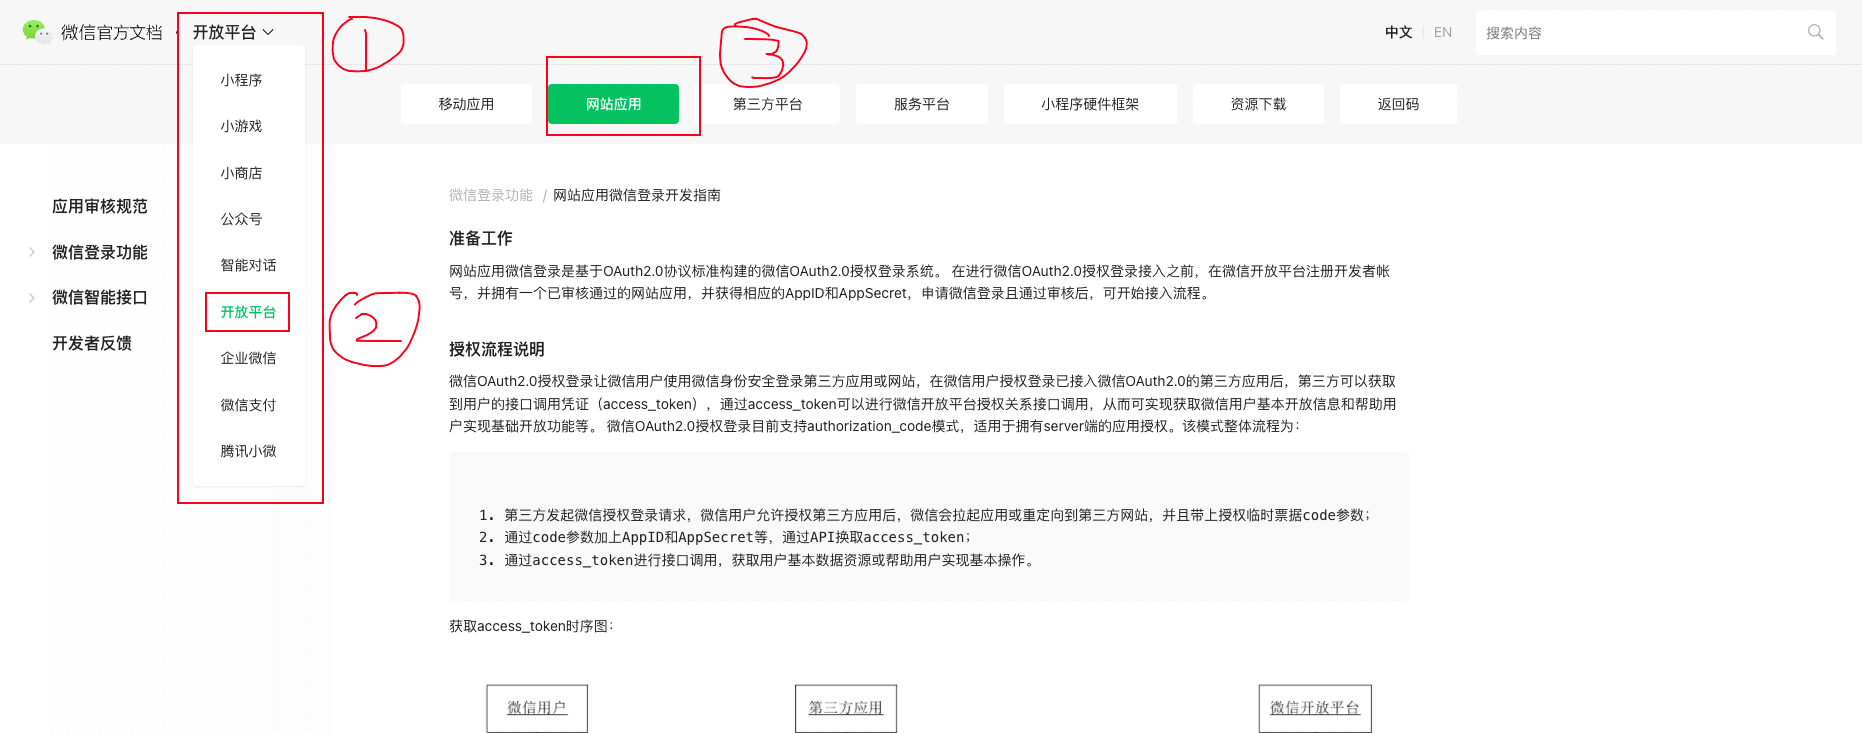 微信官方文档 · 开放平台
1
3
中文 EN 搜索内容
小程序
小游戏
小商店
公众号
智能对话
开放平台
2
企业微信
微信支付
腾讯小微
移动应用 网站应用 第三方平台 服务平台 小程序硬件框架 资源下载 返回码
应用审核规范
微信登录功能
微信智能接口
开发者反馈
微信登录功能 / 网站应用微信登录开发指南
准备工作
网站应用微信登录是基于OAuth2.0协议标准构建的微信OAuth2.0授权登录系统。 在进行微信OAuth2.0授权登录接入之前，在微信开放平台注册开发者帐
号，并拥有一个已审核通过的网站应用，并获得相应的AppID和AppSecret，申请微信登录且通过审核后，可开始接入流程。
授权流程说明
微信OAuth2.0授权登录让微信用户使用微信身份安全登录第三方应用或网站，在微信用户授权登录已接入微信OAuth2.0的第三方应用后，第三方可以获取
到用户的接口调用凭证（access_token），通过access_token可以进行微信开放平台授权关系接口调用，从而可实现获取微信用户基本开放信息和帮助用
户实现基础开放功能等。 微信OAuth2.0授权登录目前支持authorization_code模式，适用于拥有server端的应用授权。该模式整体流程为：
1. 第三方发起微信授权登录请求，微信用户允许授权第三方应用后，微信会拉起应用或重定向到第三方网站，并且带上授权临时票据code参数；
2. 通过code参数加上AppID和AppSecret等，通过API换取access_token；
3. 通过access_token进行接口调用，获取用户基本数据资源或帮助用户实现基本操作。
获取access_token时序图：
微信用户 第三方应用 微信开放平台